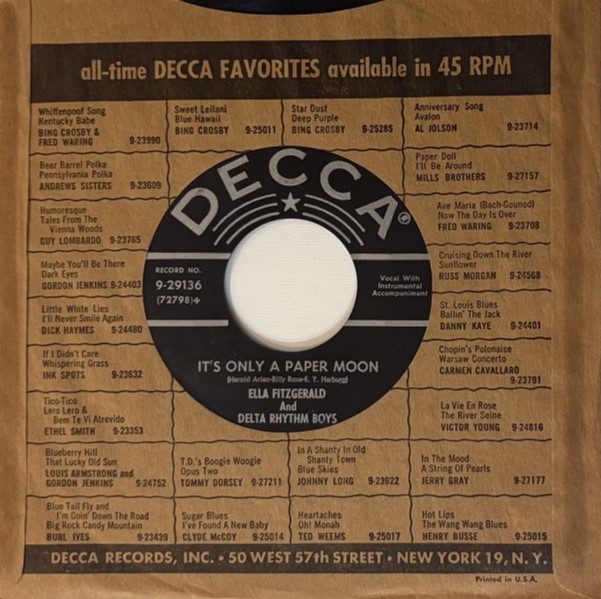 all-time DECCA FAVORITES available in 45 RPM
Whiffenpoof Song
Kentucky Babe
BING CROSBY &
FRED WARING 9-23990
Sweet Leilani
Blue Hawaii
BING CROSBY 9-25011
Star Dust
Deep Purple
BING CROSBY 9-25285
Anniversary Song
Avalon
AL JOLSON 9-23714
Beer Barrel Polka
Pennsylvania Polka
ANDREWS SISTERS 9-23609
Paper Doll
I'll Be Around
MILLS BROTHERS 9-27157
Humoresque
Tales From The
Vienna Woods
GUY LOMBARDO 9-23765
Ave Maria (Bach-Gounod)
Now The Day Is Over
FRED WARING 9-23708
Maybe You'll Be There
Dark Eyes
GORDON JENKINS 9-24403
Cruising Down The River
Sunflower
RUSS MORGAN 9-24568
Little White Lies
I'll Never Smile Again
DICK HAYMES 9-24480
St. Louis Blues
Ballin' The Jack
DANNY KAYE 9-24401
If I Didn't Care
Whispering Grass
INK SPOTS 9-23632
Chopin's Polonaise
Warsaw Concerto
CARMEN CAVALLARO
9-23791
Tico-Tico
Lero Lero &
Bem Te Vi Atrevido
ETHEL SMITH 9-23353
La Vie En Rose
The River Seine
VICTOR YOUNG 9-24816
DECCA®
RECORD NO.
9-29136
(72798)+
Vocal With
Instrumental
Accompaniment
IT'S ONLY A PAPER MOON
(Harold Arlen-Billy Rose-E. Y. Harburg)
ELLA FITZGERALD
And
DELTA RHYTHM BOYS
Blueberry Hill
That Lucky Old Sun
LOUIS ARMSTRONG and
GORDON JENKINS 9-24752
T.D.'s Boogie Woogie
Opus Two
TOMMY DORSEY 9-27211
In A Shanty In Old
Shanty Town
Blue Skies
JOHNNY LONG 9-23622
In The Mood
A String Of Pearls
JERRY GRAY 9-27177
Blue Tail Fly and
I'm Goin' Down The Road
Big Rock Candy Mountain
BURL IVES 9-23439
Sugar Blues
I've Found A New Baby
CLYDE McCOY 9-25014
Heartaches
Oh! Monah
TED WEEMS 9-25017
Hot Lips
The Wang Wang Blues
HENRY BUSSE 9-25015
DECCA RECORDS, INC. • 50 WEST 57th STREET • NEW YORK 19, N. Y.
Printed in U.S.A.